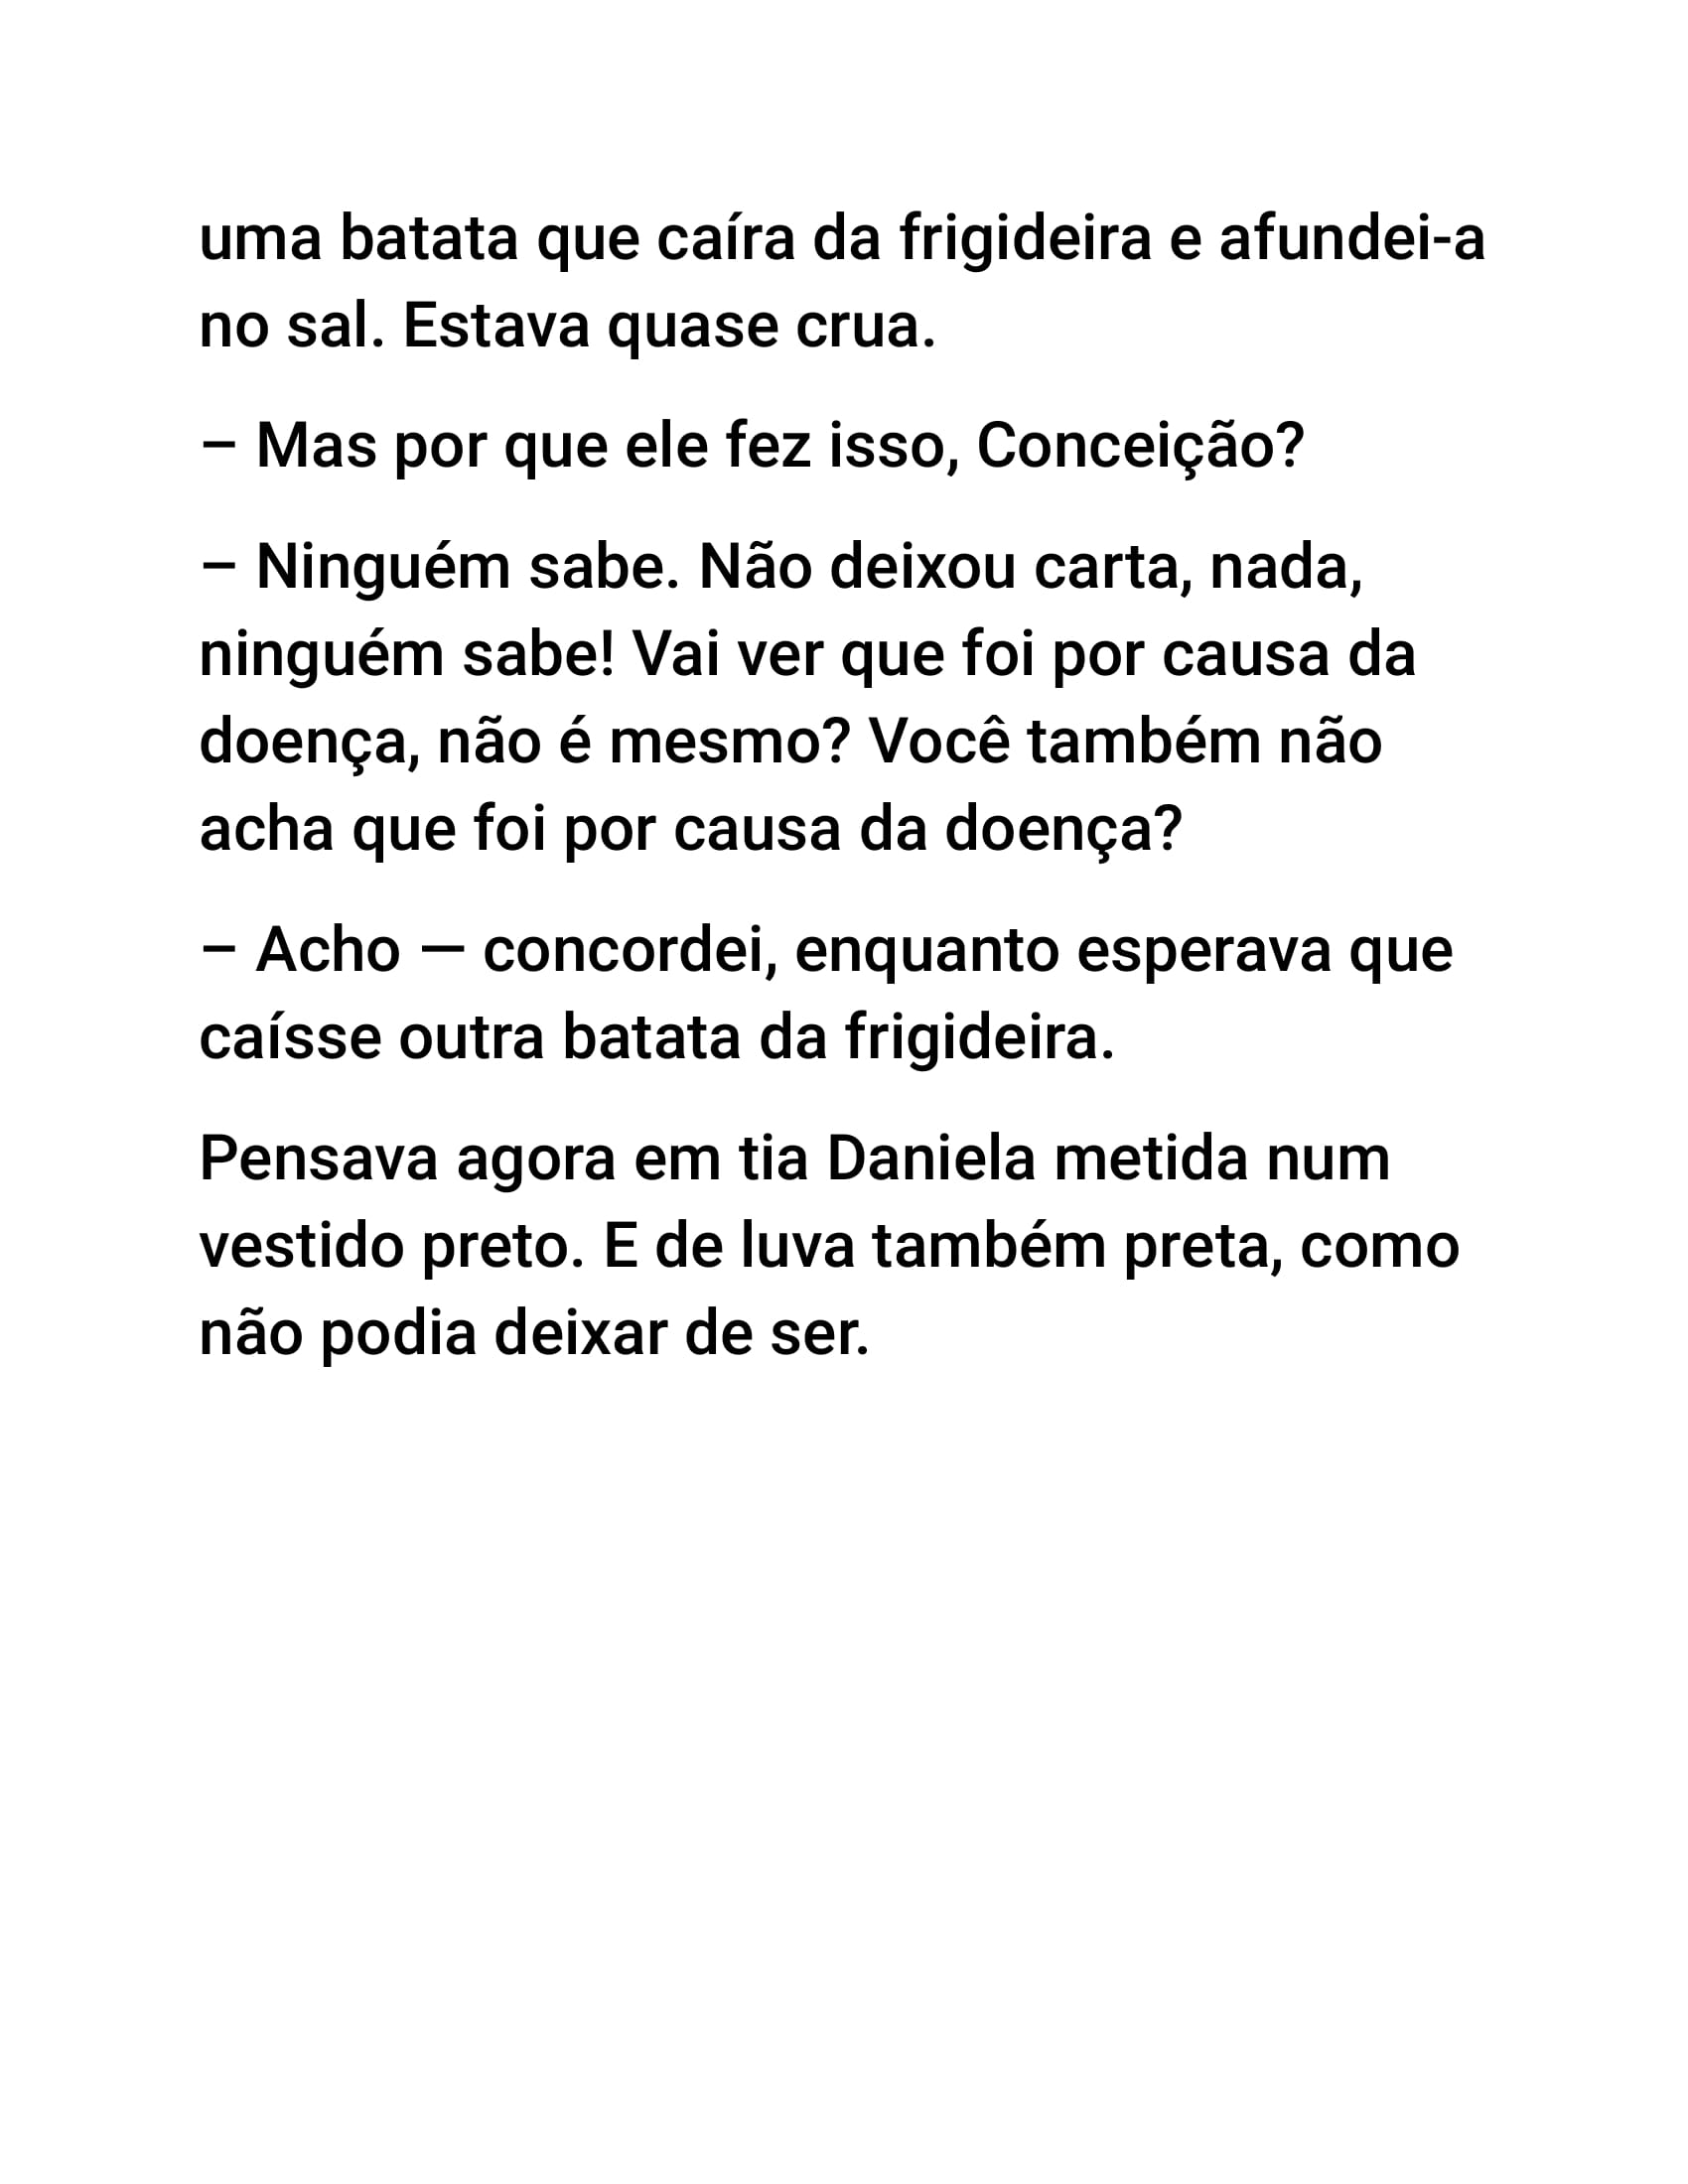 uma batata que caíra da frigideira e afundei-a
no sal. Estava quase crua.
– Mas por que ele fez isso, Conceição?
– Ninguém sabe. Não deixou carta, nada,
ninguém sabe! Vai ver que foi por causa da
doença, não é mesmo? Você também não
acha que foi por causa da doença?
– Acho — concordei, enquanto esperava que
caísse outra batata da frigideira.
Pensava agora em tia Daniela metida num
vestido preto. E de luva também preta, como
não podia deixar de ser.